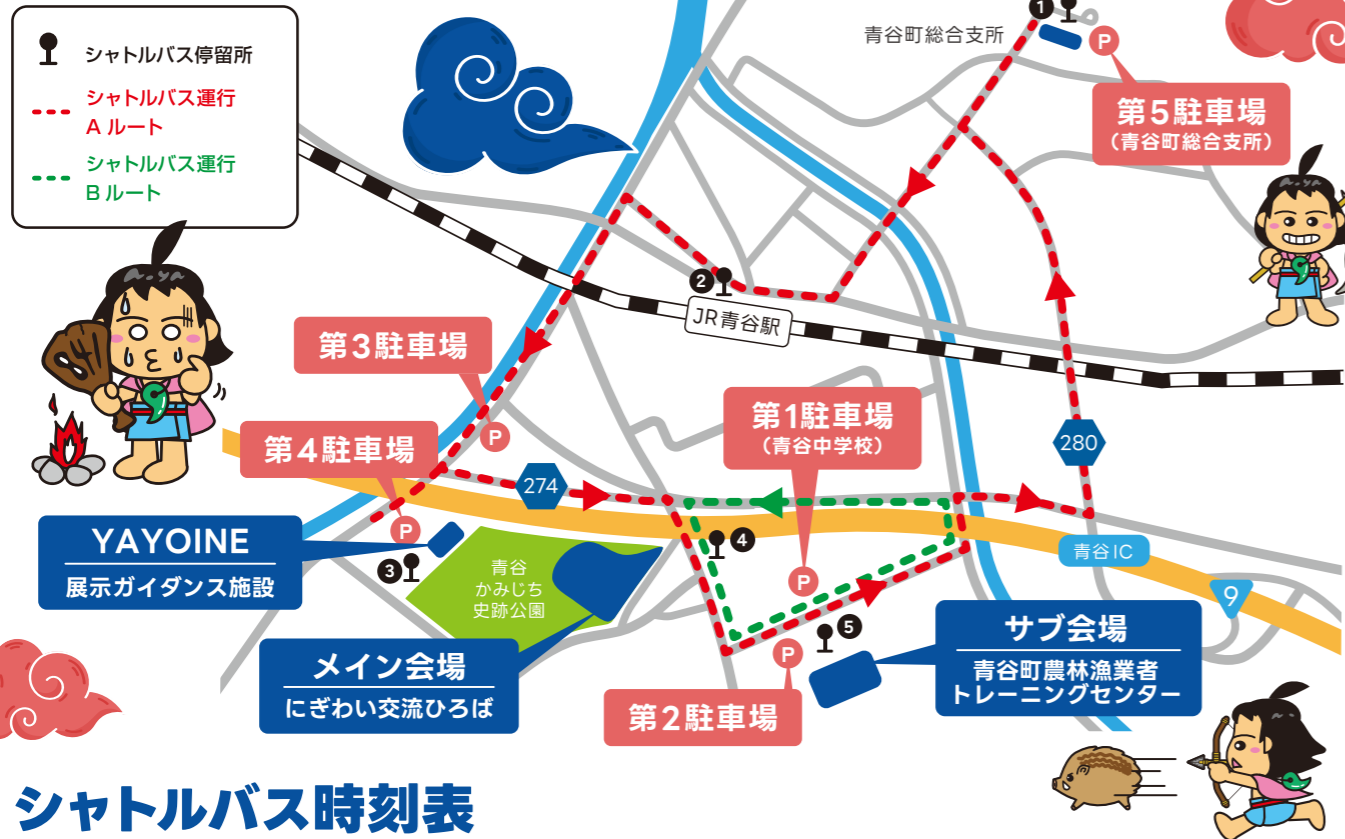 シャトルバス停留所
シャトルバス運行
A ルート
シャトルバス運行
B ルート
1
青谷町総合支所
P
第5駐車場
(青谷町総合支所)
2
JR青谷駅
第3駐車場
P
第1駐車場
(青谷中学校)
280
第4駐車場
274
P
YAYOINE
展示ガイダンス施設
3
青谷
かみじち
史跡公園
4
P
青谷IC
9
メイン会場
にぎわい交流ひろば
5
P
第2駐車場
サブ会場
青谷町農林漁業者
トレーニングセンター
シャトルバス時刻表